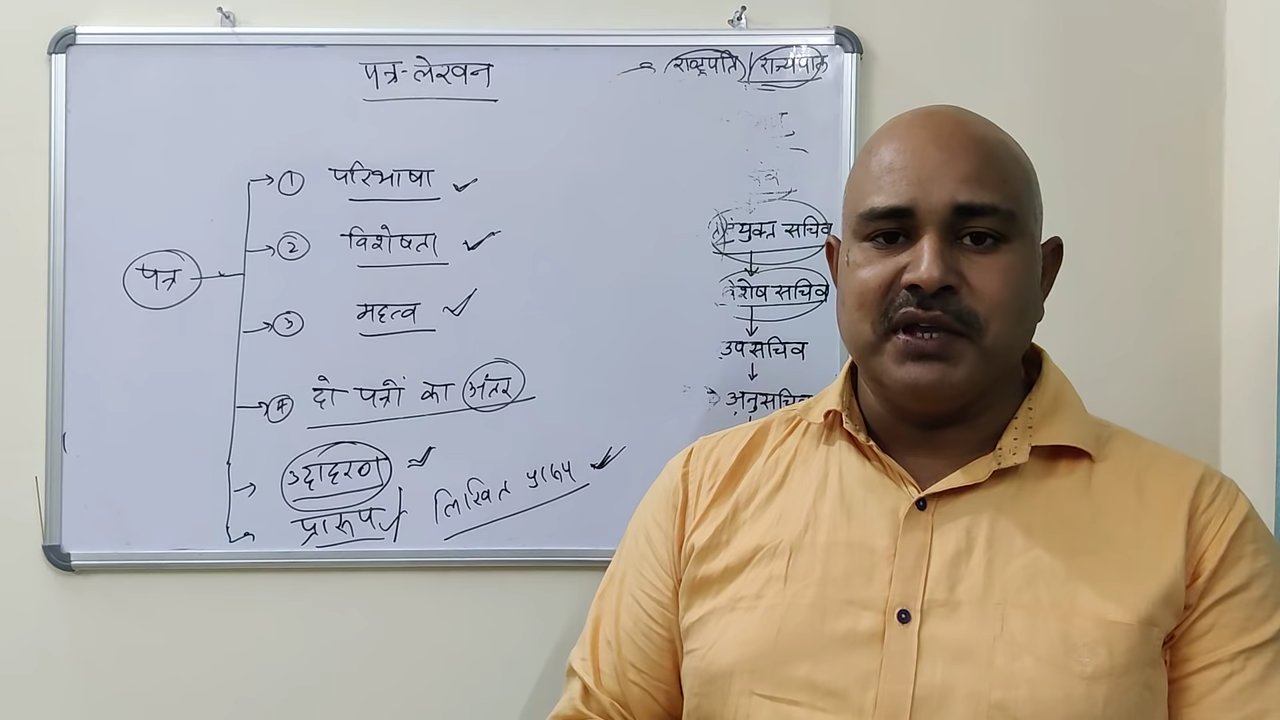 पत्र-लेखन
(राष्ट्रपति) / राज्यपाल
① परिभाषा
② विशेषता
पत्र
③ महत्व
④ दो पत्रों का अंतर
उदाहरण
प्रारूप / लिखित प्रारूप
संयुक्त सचिव
विशेष सचिव
उपसचिव
अनुसचिव